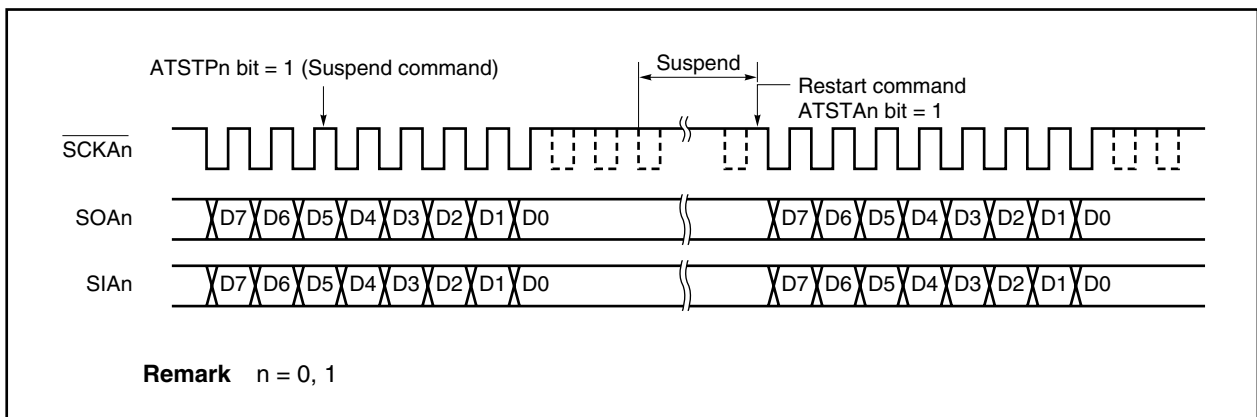 ATSTPn bit = 1 (Suspend command)
Suspend
Restart command
ATSTAn bit = 1
SCKAn
SOAn D7 D6 D5 D4 D3 D2 D1 D0 D7 D6 D5 D4 D3 D2 D1 D0
SIAn D7 D6 D5 D4 D3 D2 D1 D0 D7 D6 D5 D4 D3 D2 D1 D0
Remark n = 0, 1